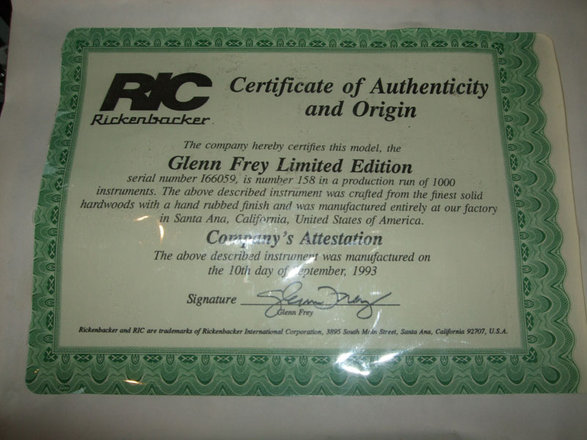 RIC
Rickenbacker
Certificate of Authenticity
and Origin
The company hereby certifies this model, the
Glenn Frey Limited Edition
serial number 166059, is number 158 in a production run of 1000
instruments. The above described instrument was crafted from the finest solid
hardwoods with a hand rubbed finish and was manufactured entirely at our factory
in Santa Ana, California, United States of America.
Company's Attestation
The above described instrument was manufactured on
the 10th day of September, 1993
Signature Glenn Frey
Glenn Frey
Rickenbacker and RIC are trademarks of Rickenbacker International Corporation, 3895 South Main Street, Santa Ana, California 92707, U.S.A.